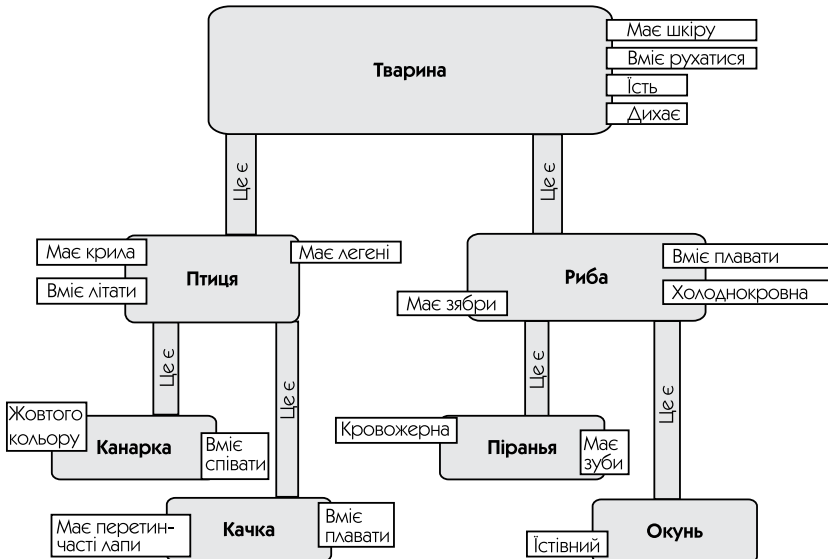 Тварина
Має шкіру
Вміє рухатися
Їсть
Дихає
Це є
Це є
Має крила
Вміє літати
Птиця
Має легені
Має зябри
Риба
Вміє плавати
Холоднокровна
Це є
Це є
Це є
Це є
Жовтого
кольору
Канарка
Вміє
співати
Кровожерна
Піранья
Має
зуби
Має перетин-
часті лапи
Качка
Вміє
плавати
Їстівний
Окунь